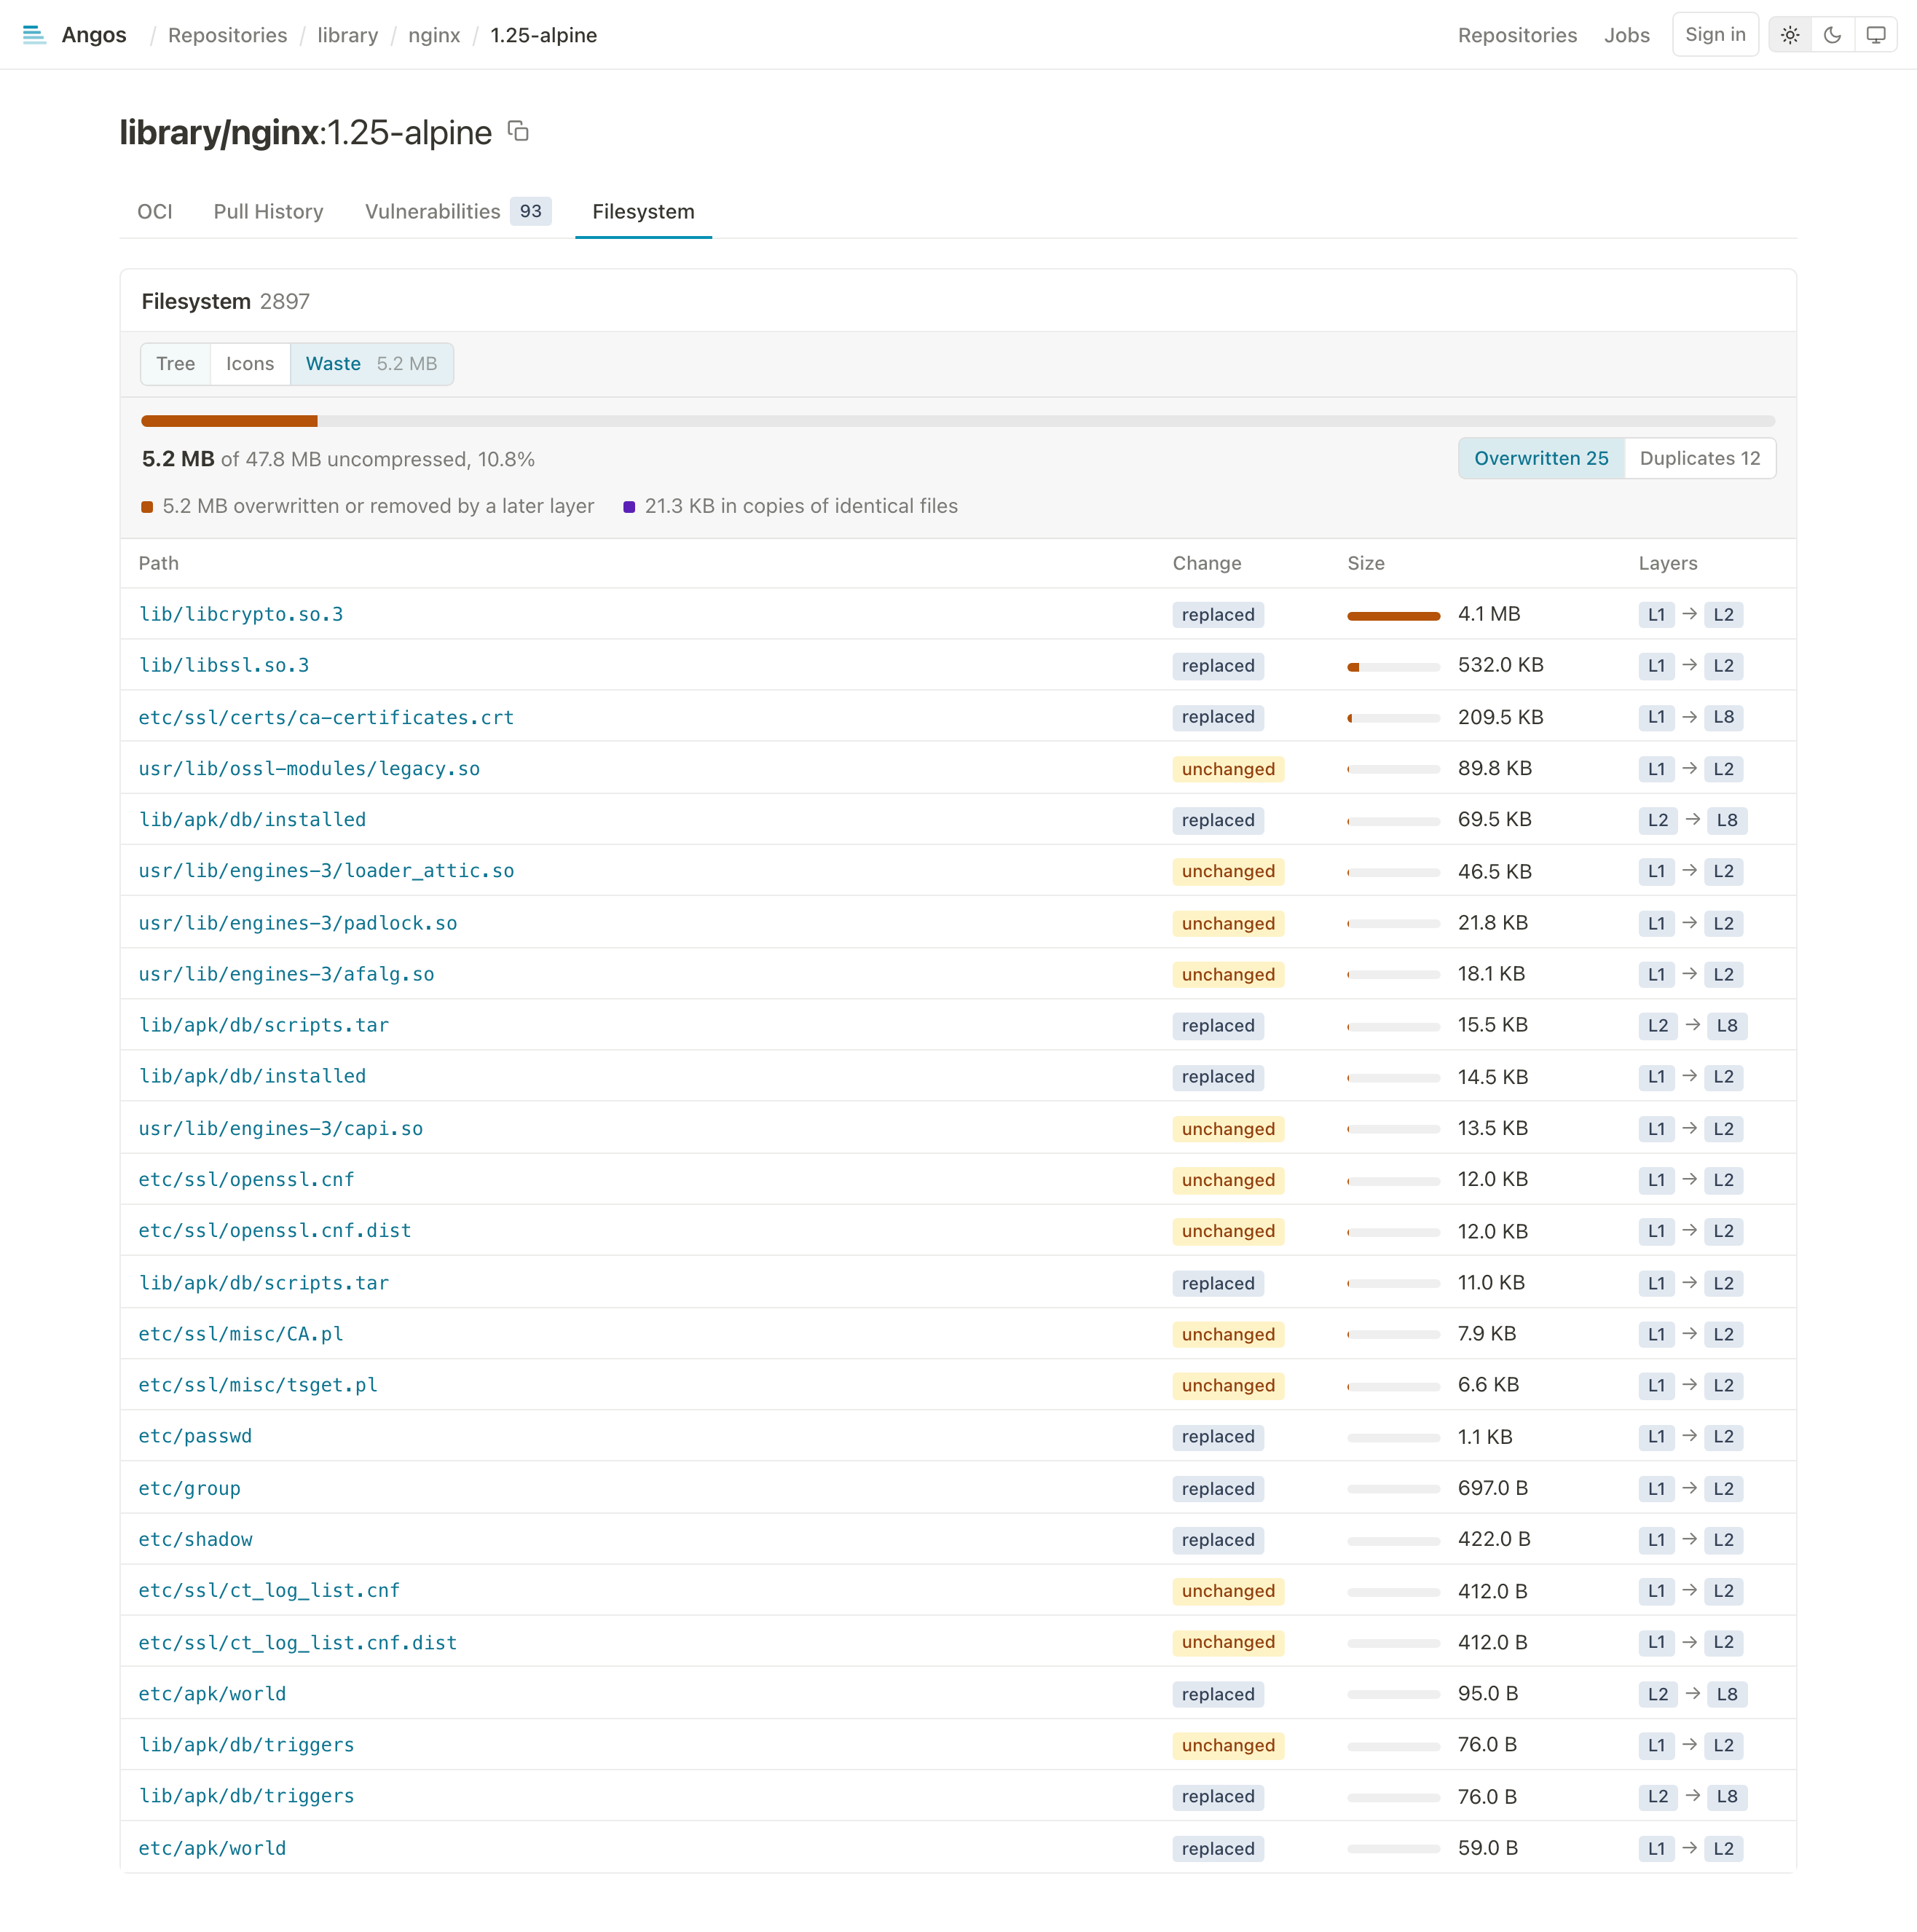 Angos / Repositories / library / nginx / 1.25-alpine Repositories Jobs Sign in
library/nginx:1.25-alpine
OCI Pull History Vulnerabilities 93 Filesystem
Filesystem 2897
Tree Icons Waste 5.2 MB
5.2 MB of 47.8 MB uncompressed, 10.8% Overwritten 25 Duplicates 12
5.2 MB overwritten or removed by a later layer 21.3 KB in copies of identical files
Path Change Size Layers
lib/libcrypto.so.3 replaced 4.1 MB L1 → L2
lib/libssl.so.3 replaced 532.0 KB L1 → L2
etc/ssl/certs/ca-certificates.crt replaced 209.5 KB L1 → L8
usr/lib/ossl-modules/legacy.so unchanged 89.8 KB L1 → L2
lib/apk/db/installed replaced 69.5 KB L2 → L8
usr/lib/engines-3/loader_attic.so unchanged 46.5 KB L1 → L2
usr/lib/engines-3/padlock.so unchanged 21.8 KB L1 → L2
usr/lib/engines-3/afalg.so unchanged 18.1 KB L1 → L2
lib/apk/db/scripts.tar replaced 15.5 KB L2 → L8
lib/apk/db/installed replaced 14.5 KB L1 → L2
usr/lib/engines-3/capi.so unchanged 13.5 KB L1 → L2
etc/ssl/openssl.cnf unchanged 12.0 KB L1 → L2
etc/ssl/openssl.cnf.dist unchanged 12.0 KB L1 → L2
lib/apk/db/scripts.tar replaced 11.0 KB L1 → L2
etc/ssl/misc/CA.pl unchanged 7.9 KB L1 → L2
etc/ssl/misc/tsget.pl unchanged 6.6 KB L1 → L2
etc/passwd replaced 1.1 KB L1 → L2
etc/group replaced 697.0 B L1 → L2
etc/shadow replaced 422.0 B L1 → L2
etc/ssl/ct_log_list.cnf unchanged 412.0 B L1 → L2
etc/ssl/ct_log_list.cnf.dist unchanged 412.0 B L1 → L2
etc/apk/world replaced 95.0 B L2 → L8
lib/apk/db/triggers unchanged 76.0 B L1 → L2
lib/apk/db/triggers replaced 76.0 B L2 → L8
etc/apk/world replaced 59.0 B L1 → L2